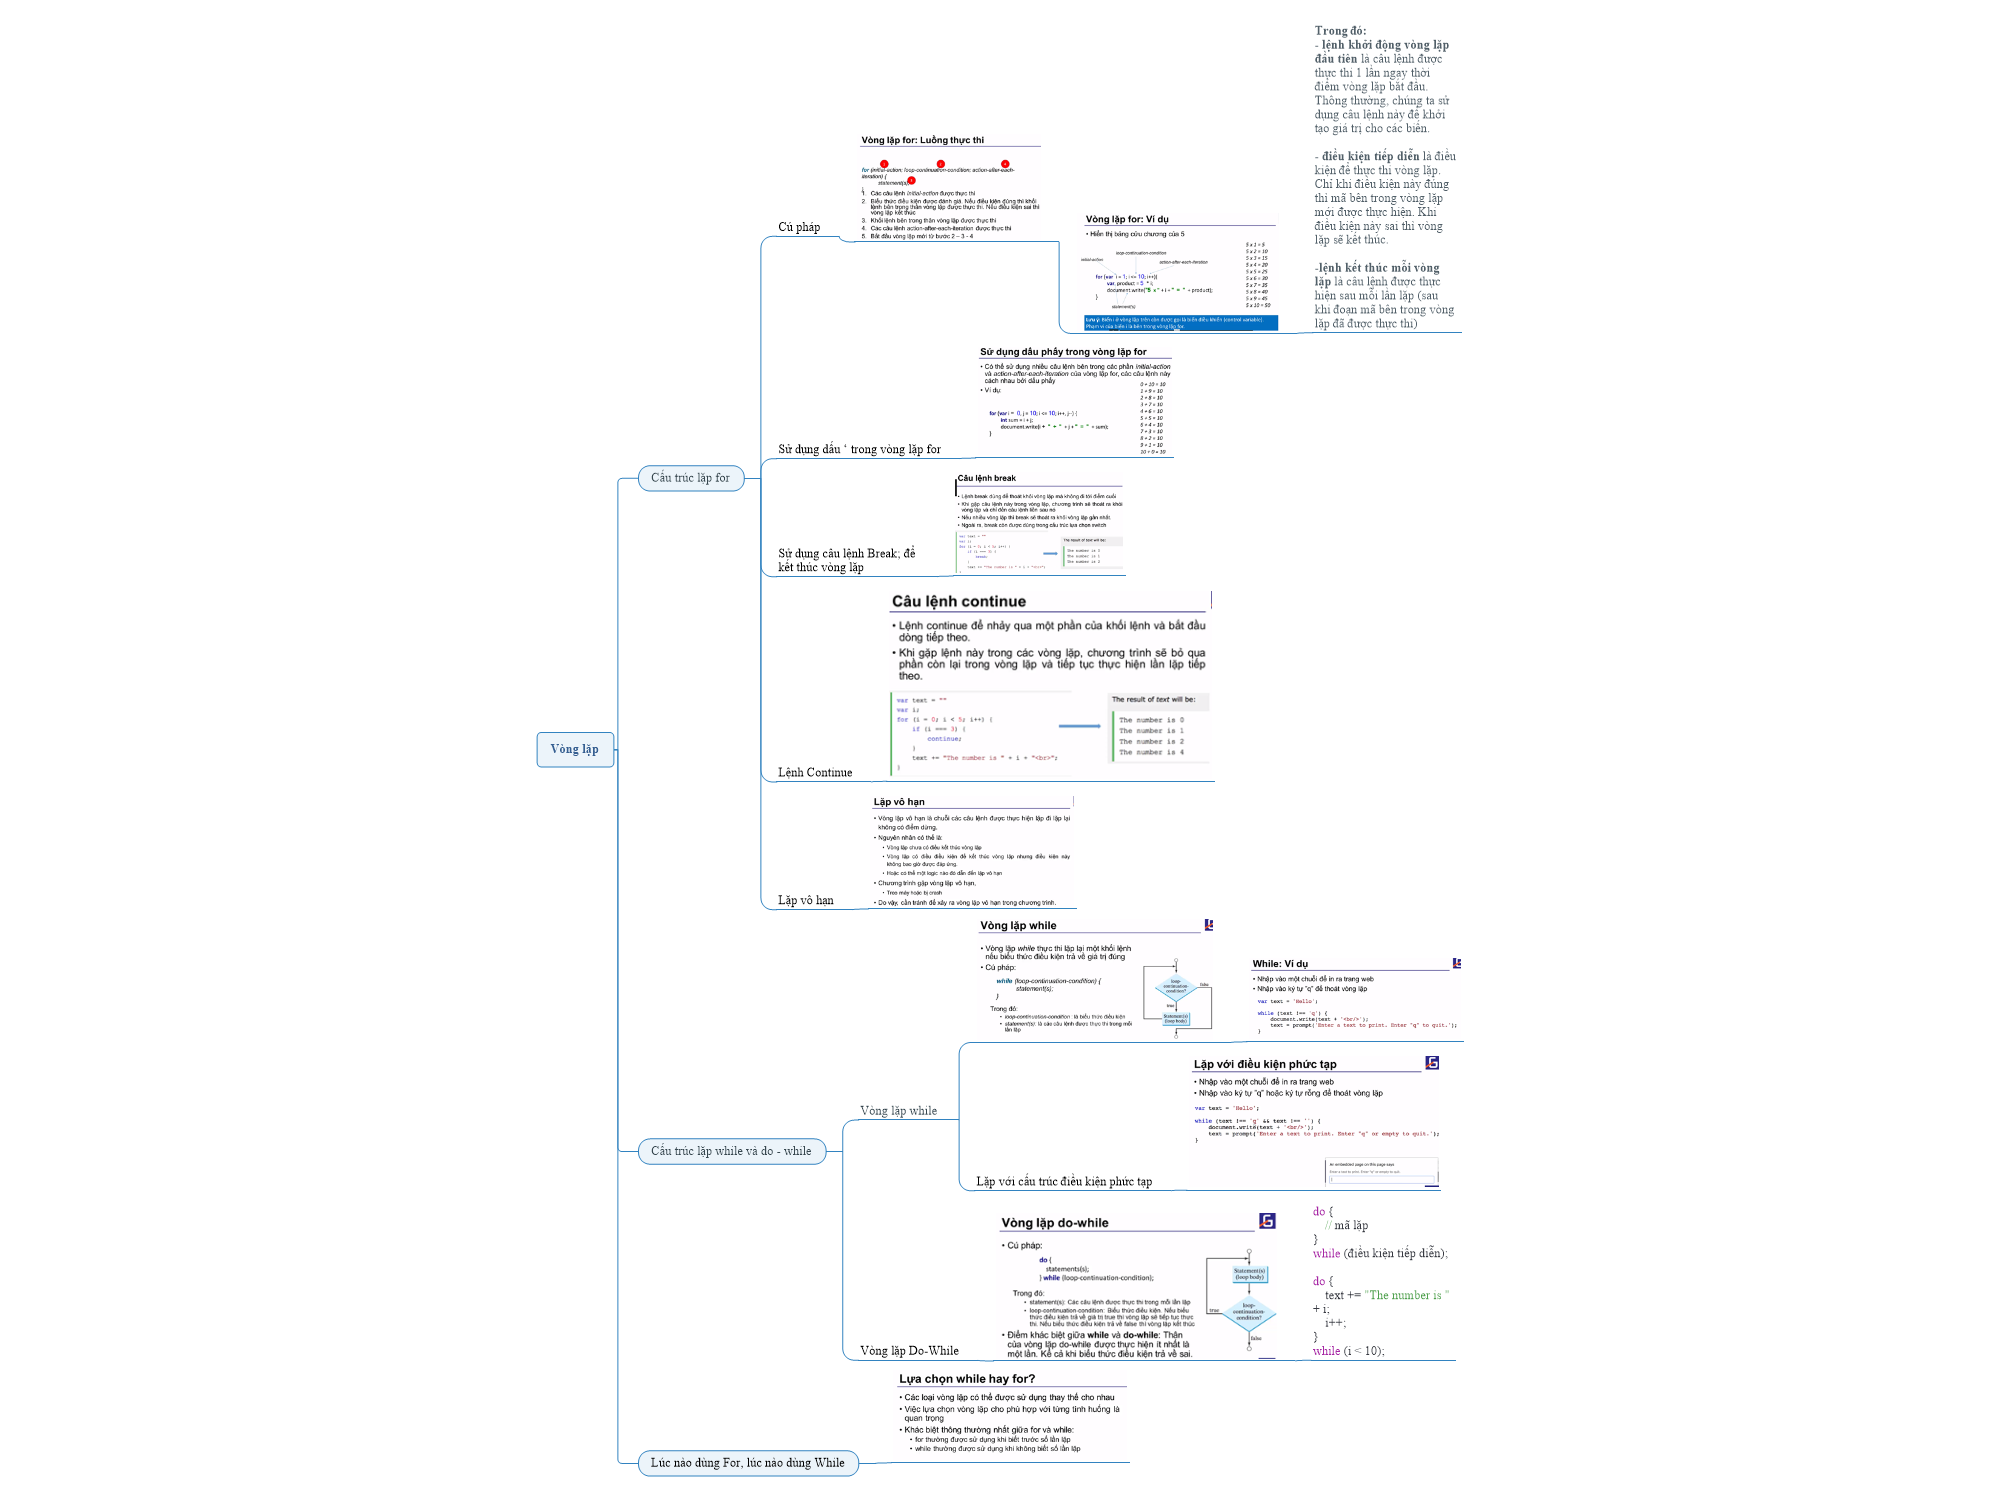 Vòng lặp
Cấu trúc lặp for
Cú pháp
Vòng lặp for: Luồng thực thi
for (initial-action; loop-continuation-condition; action-after-each-
iteration) {
statement(s);
}
1. Các câu lệnh initial-action được thực thi
2. Biểu thức điều kiện được đánh giá. Nếu điều kiện đúng thì khối
lệnh bên trong thân vòng lặp được thực thi. Nếu điều kiện sai thì
vòng lặp kết thúc
3. Khối lệnh bên trong thân vòng lặp được thực thi
4. Các câu lệnh action-after-each-iteration được thực thi
5. Bắt đầu vòng lặp mới từ bước 2 – 3 - 4
Vòng lặp for: Ví dụ
• Hiển thị bảng cửu chương của 5
loop-continuation-condition
initial-action
action-after-each-iteration
for (var i = 1; i <= 10; i++){
var product = 5 * i;
document.write("5 x " + i + " = " + product);
}
statement(s)
5 x 1 = 5
5 x 2 = 10
5 x 3 = 15
5 x 4 = 20
5 x 5 = 25
5 x 6 = 30
5 x 7 = 35
5 x 8 = 40
5 x 9 = 45
5 x 10 = 50
Lưu ý: Biến i ở vòng lặp trên còn được gọi là biến điều khiển (control variable).
Phạm vi của biến i là bên trong vòng lặp for.
Trong đó:
- lệnh khởi động vòng lặp
đầu tiên là câu lệnh được
thực thi 1 lần ngay thời
điểm vòng lặp bắt đầu.
Thông thường, chúng ta sử
dụng câu lệnh này để khởi
tạo giá trị cho các biến.
- điều kiện tiếp diễn là điều
kiện để thực thi vòng lặp.
Chỉ khi điều kiện này đúng
thì mã bên trong vòng lặp
mới được thực hiện. Khi
điều kiện này sai thì vòng
lặp sẽ kết thúc.
-lệnh kết thúc mỗi vòng
lặp là câu lệnh được thực
hiện sau mỗi lần lặp (sau
khi đoạn mã bên trong vòng
lặp đã được thực thi)
Sử dụng dấu ‘ trong vòng lặp for
Sử dụng dấu phẩy trong vòng lặp for
• Có thể sử dụng nhiều câu lệnh bên trong các phần initial-action
và action-after-each-iteration của vòng lặp for, các câu lệnh này
cách nhau bởi dấu phẩy
• Ví dụ:
for (var i = 0, j = 10; i <= 10; i++, j--) {
int sum = i + j;
document.write(i + " + " + j + " = " + sum);
}
0 + 10 = 10
1 + 9 = 10
2 + 8 = 10
3 + 7 = 10
4 + 6 = 10
5 + 5 = 10
6 + 4 = 10
7 + 3 = 10
8 + 2 = 10
9 + 1 = 10
10 + 0 = 10
Sử dụng câu lệnh Break; để
kết thúc vòng lặp
Câu lệnh break
• Lệnh break dùng để thoát khỏi vòng lặp mà không đi tới điểm cuối
• Khi gặp câu lệnh này trong vòng lặp, chương trình sẽ thoát ra khỏi
vòng lặp và chỉ đến câu lệnh liền sau nó
• Nếu nhiều vòng lặp thì break sẽ thoát ra khỏi vòng lặp gần nhất
• Ngoài ra, break còn được dùng trong cấu trúc lựa chọn switch
var text = ""
var i;
for (i = 0; i < 5; i++) {
if (i === 3) {
break;
}
text += "The number is " + i + "<br>";
}
The result of text will be:
The number is 0
The number is 1
The number is 2
Lệnh Continue
Câu lệnh continue
• Lệnh continue để nhảy qua một phần của khối lệnh và bắt đầu
dòng tiếp theo.
• Khi gặp lệnh này trong các vòng lặp, chương trình sẽ bỏ qua
phần còn lại trong vòng lặp và tiếp tục thực hiện lần lặp tiếp
theo.
var text = ""
var i;
for (i = 0; i < 5; i++) {
if (i === 3) {
continue;
}
text += "The number is " + i + "<br>";
}
The result of text will be:
The number is 0
The number is 1
The number is 2
The number is 4
Lặp vô hạn
Lặp vô hạn
• Vòng lặp vô hạn là chuỗi các câu lệnh được thực hiện lặp đi lặp lại
không có điểm dừng.
• Nguyên nhân có thể là:
• Vòng lặp chưa có điều kết thúc vòng lặp
• Vòng lặp có điều điều kiện để kết thúc vòng lặp nhưng điều kiện này
không bao giờ được đáp ứng.
• Hoặc có thể một logic nào đó dẫn đến lặp vô hạn
• Chương trình gặp vòng lặp vô hạn,
• Treo máy hoặc bị crash
• Do vậy, cần tránh để xảy ra vòng lặp vô hạn trong chương trình.
Cấu trúc lặp while và do - while
Vòng lặp while
Vòng lặp while
• Vòng lặp while thực thi lặp lại một khối lệnh
nếu biểu thức điều kiện trả về giá trị đúng
• Cú pháp:
while (loop-continuation-condition) {
statement(s);
}
Trong đó:
• loop-continuation-condition : là biểu thức điều kiện
• statement(s): là các câu lệnh được thực thi trong mỗi
lần lặp
loop-
continuation-
condition?
false
true
Statement(s)
(loop body)
While: Ví dụ
• Nhập vào một chuỗi để in ra trang web
• Nhập vào ký tự "q" để thoát vòng lặp
var text = 'Hello';
while (text !== 'q') {
document.write(text + '<br/>');
text = prompt('Enter a text to print. Enter "q" to quit.');
}
Lặp với cấu trúc điều kiện phức tạp
Lặp với điều kiện phức tạp
• Nhập vào một chuỗi để in ra trang web
• Nhập vào ký tự "q" hoặc ký tự rỗng để thoát vòng lặp
var text = 'Hello';
while (text !== 'q' && text !== '') {
document.write(text + '<br/>');
text = prompt('Enter a text to print. Enter "q" or empty to quit.');
}
An embedded page on this page says
Enter a text to print. Enter "q" or empty to quit.
Vòng lặp Do-While
Vòng lặp do-while
• Cú pháp:
do {
statements(s);
} while (loop-continuation-condition);
Trong đó:
• statement(s): Các câu lệnh được thực thi trong mỗi lần lặp
• loop-continuation-condition: Biểu thức điều kiện. Nếu biểu
thức điều kiện trả về giá trị true thì vòng lặp sẽ tiếp tục thực
thi. Nếu biểu thức điều kiện trả về false thì vòng lặp kết thúc
• Điểm khác biệt giữa while và do-while: Thân
của vòng lặp do-while được thực hiện ít nhất là
một lần. Kể cả khi biểu thức điều kiện trả về sai.
Statement(s)
(loop body)
true
loop-
continuation-
condition?
false
do {
// mã lặp
}
while (điều kiện tiếp diễn);
do {
text += "The number is "
+ i;
i++;
}
while (i < 10);
Lúc nào dùng For, lúc nào dùng While
Lựa chọn while hay for?
• Các loại vòng lặp có thể được sử dụng thay thế cho nhau
• Việc lựa chọn vòng lặp cho phù hợp với từng tình huống là
quan trọng
• Khác biệt thông thường nhất giữa for và while:
• for thường được sử dụng khi biết trước số lần lặp
• while thường được sử dụng khi không biết số lần lặp